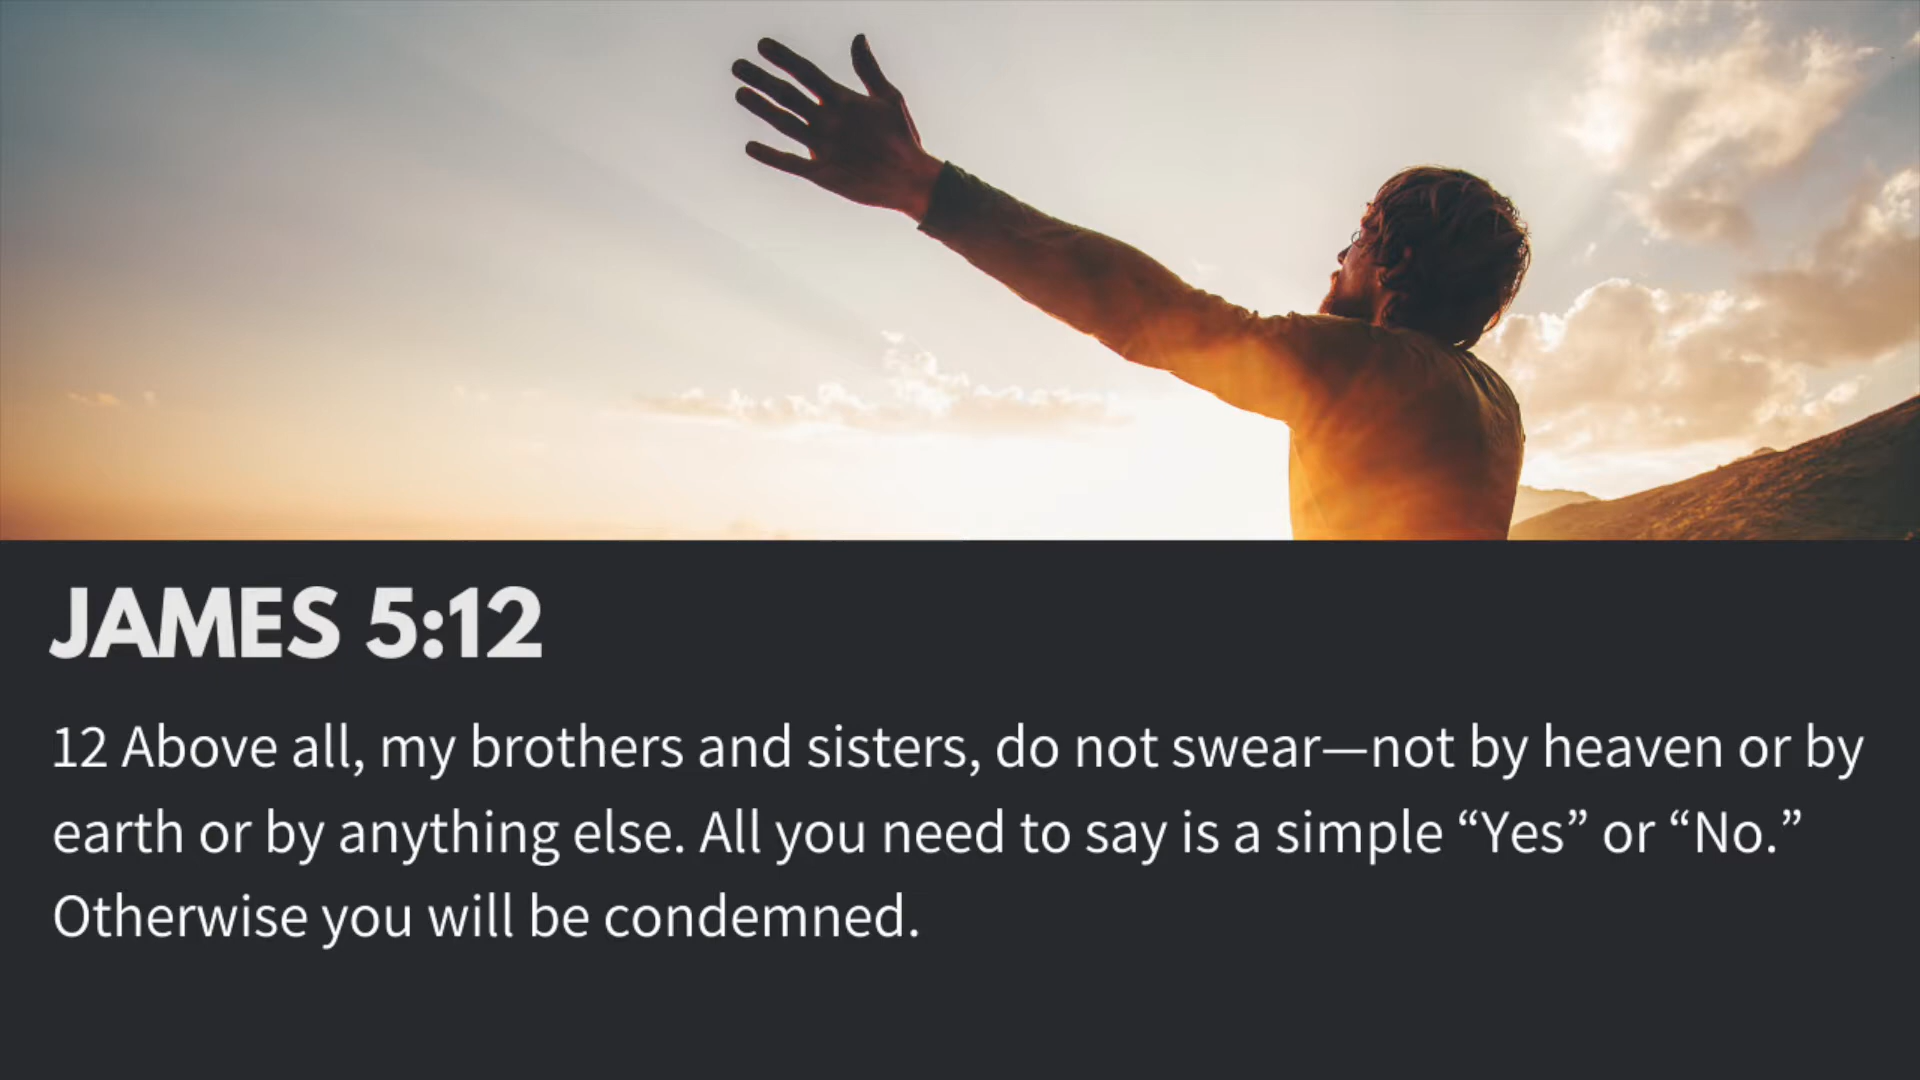 JAMES 5:12
12 Above all, my brothers and sisters, do not swear—not by heaven or by
earth or by anything else. All you need to say is a simple “Yes” or “No.”
Otherwise you will be condemned.